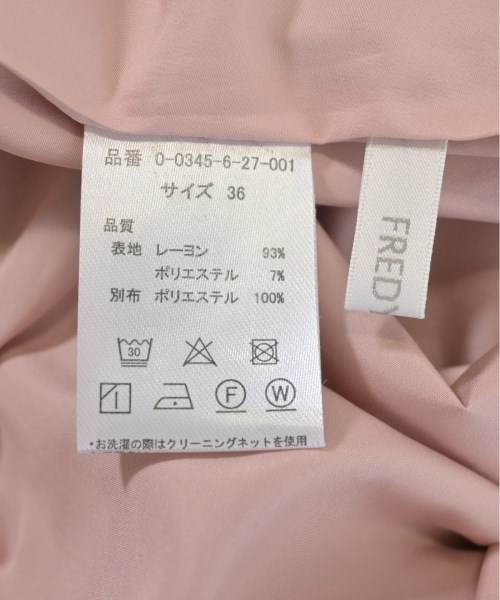 品番 0-0345-6-27-001
サイズ 36
品質
表地 レーヨン 93%
ポリエステル 7%
別布 ポリエステル 100%
30
F W
•お洗濯の際はクリーニングネットを使用
FRED